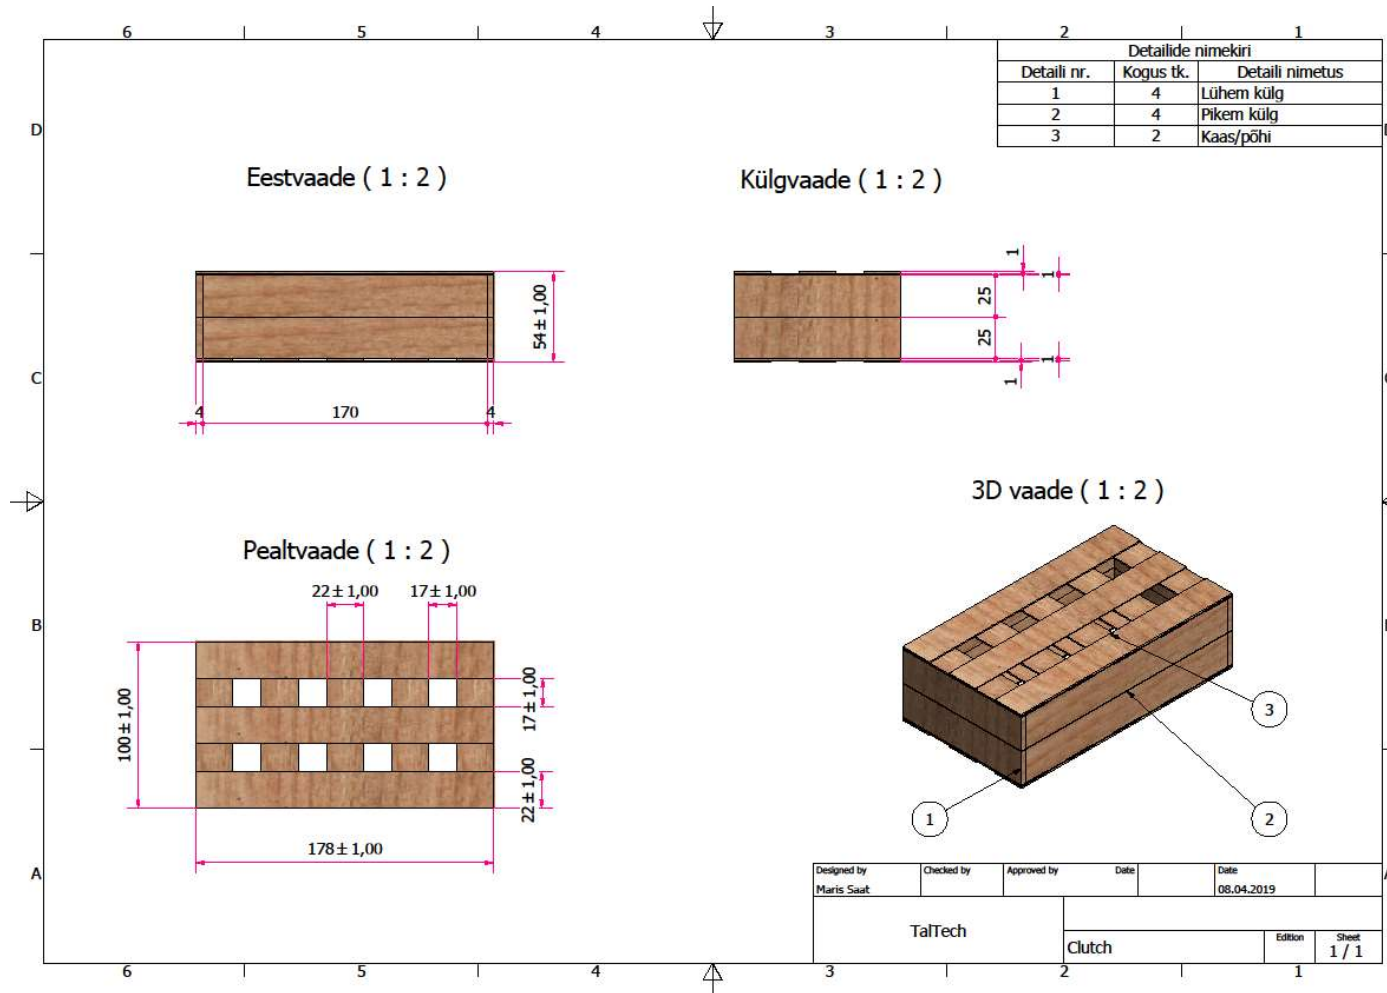 6 5 4 3 2 1
Detailide nimekiri
Detaili nr. Kogus tk. Detaili nimetus
1 4 Lühem külg
2 4 Pikem külg
3 2 Kaas/põhi
D
C
B
A
Eestvaade ( 1 : 2 )
54±1,00
4 170 4
Külgvaade ( 1 : 2 )
1
1
25
25
1
1
Pealtvaade ( 1 : 2 )
22±1,00 17±1,00
100±1,00
17±1,00
22±1,00
178±1,00
3D vaade ( 1 : 2 )
3
1 2
Designed by Checked by Approved by Date Date
Maris Saat 08.04.2019
TalTech
Clutch
Edition Sheet
1 / 1
6 5 4 3 2 1